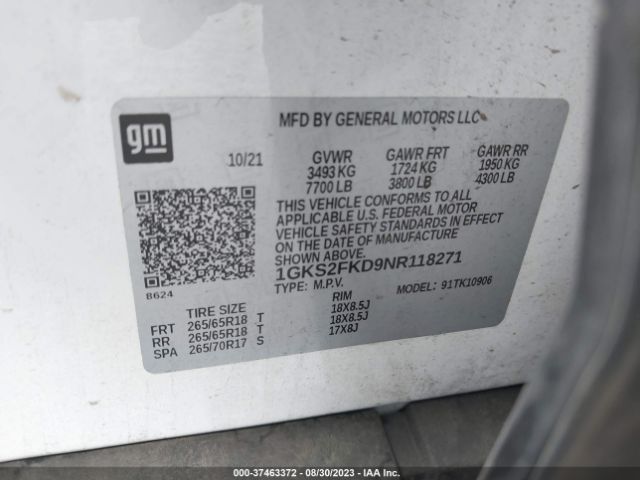 gm
MFD BY GENERAL MOTORS LLC
10/21 GVWR GAWR FRT GAWR RR
3493 KG 1724 KG 1950 KG
7700 LB 3800 LB 4300 LB
THIS VEHICLE CONFORMS TO ALL
APPLICABLE U.S. FEDERAL MOTOR
VEHICLE SAFETY STANDARDS IN EFFECT
ON THE DATE OF MANUFACTURE
SHOWN ABOVE.
1GKS2FKD9NR118271
TYPE: M.P.V. MODEL: 91TK10906
8624
TIRE SIZE RIM
FRT 265/65R18 T 18X8.5J
RR 265/65R18 T 18X8.5J
SPA 265/70R17 S 17X8J
000-37463372 - 08/30/2023 - IAA Inc.